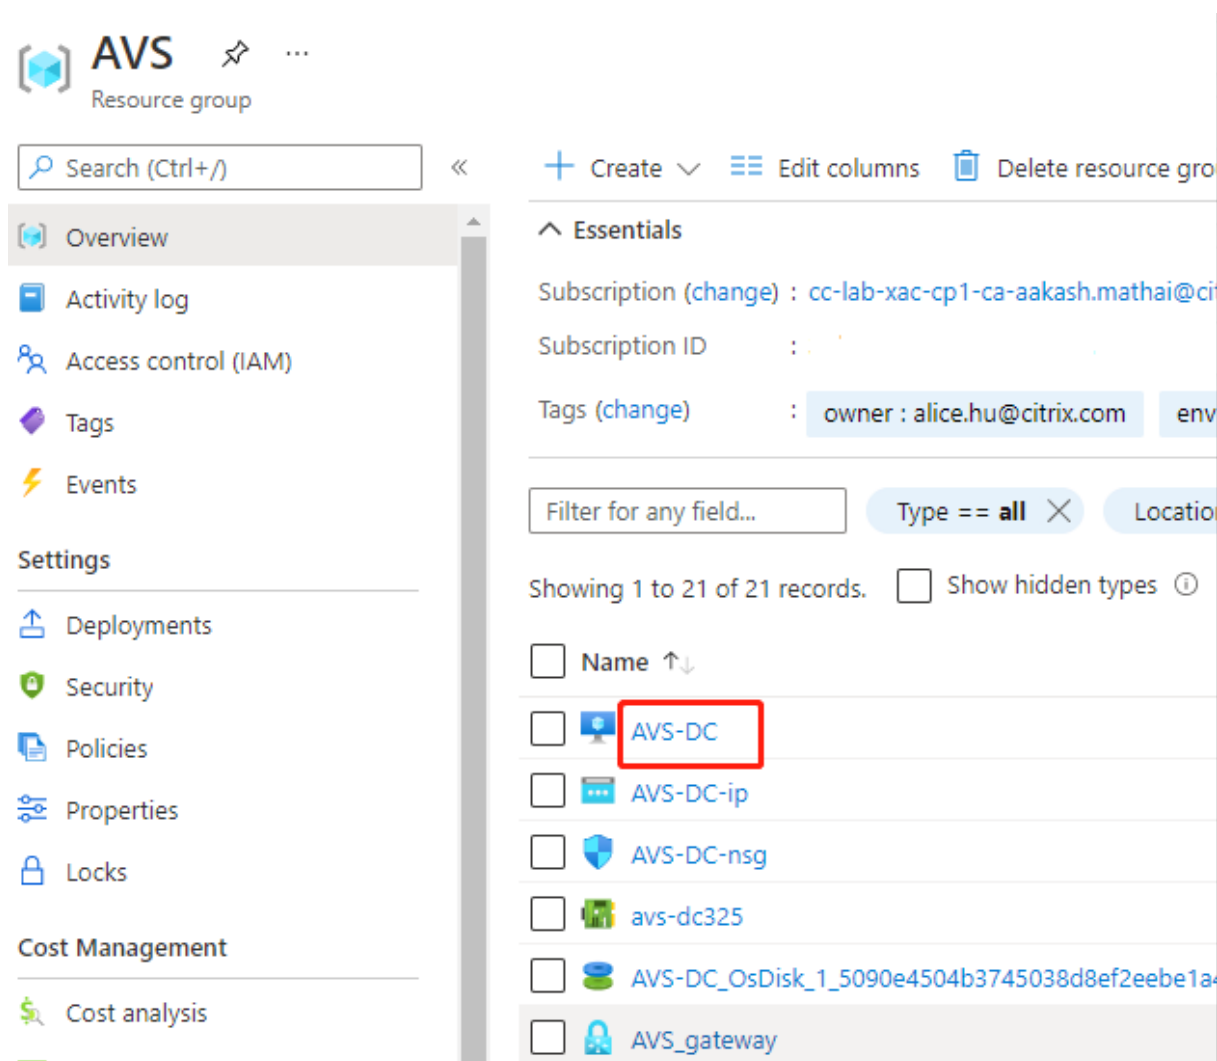 AVS
Resource group
Search (Ctrl+/)
Overview
Activity log
Access control (IAM)
Tags
Events
Settings
Deployments
Security
Policies
Properties
Locks
Cost Management
Cost analysis
Create
Edit columns
Delete resource gro
Essentials
Subscription (change) : cc-lab-xac-cp1-ca-aakash.mathai@cit
Subscription ID :
Tags (change) : owner : alice.hu@citrix.com env
Filter for any field... Type == all Location
Showing 1 to 21 of 21 records. Show hidden types
Name
AVS-DC
AVS-DC-ip
AVS-DC-nsg
avs-dc325
AVS-DC_OsDisk_1_5090e4504b3745038d8ef2eebe1a4
AVS_gateway